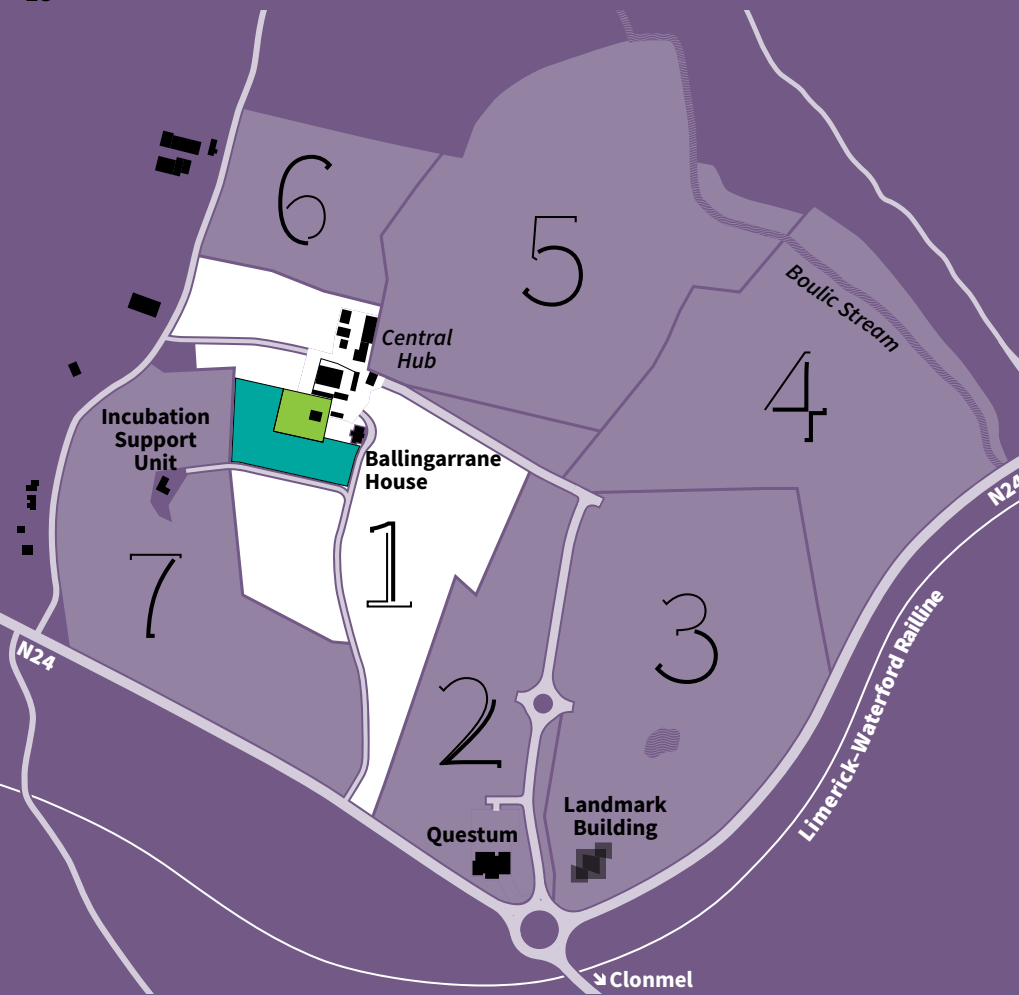 6
5
Boulic Stream
Central
Hub
4
Incubation
Support
Unit
Ballingarrane
House
N24
1
7
3
Limerick–Waterford Railline
N24
2
Landmark
Building
Questum
Clonmel